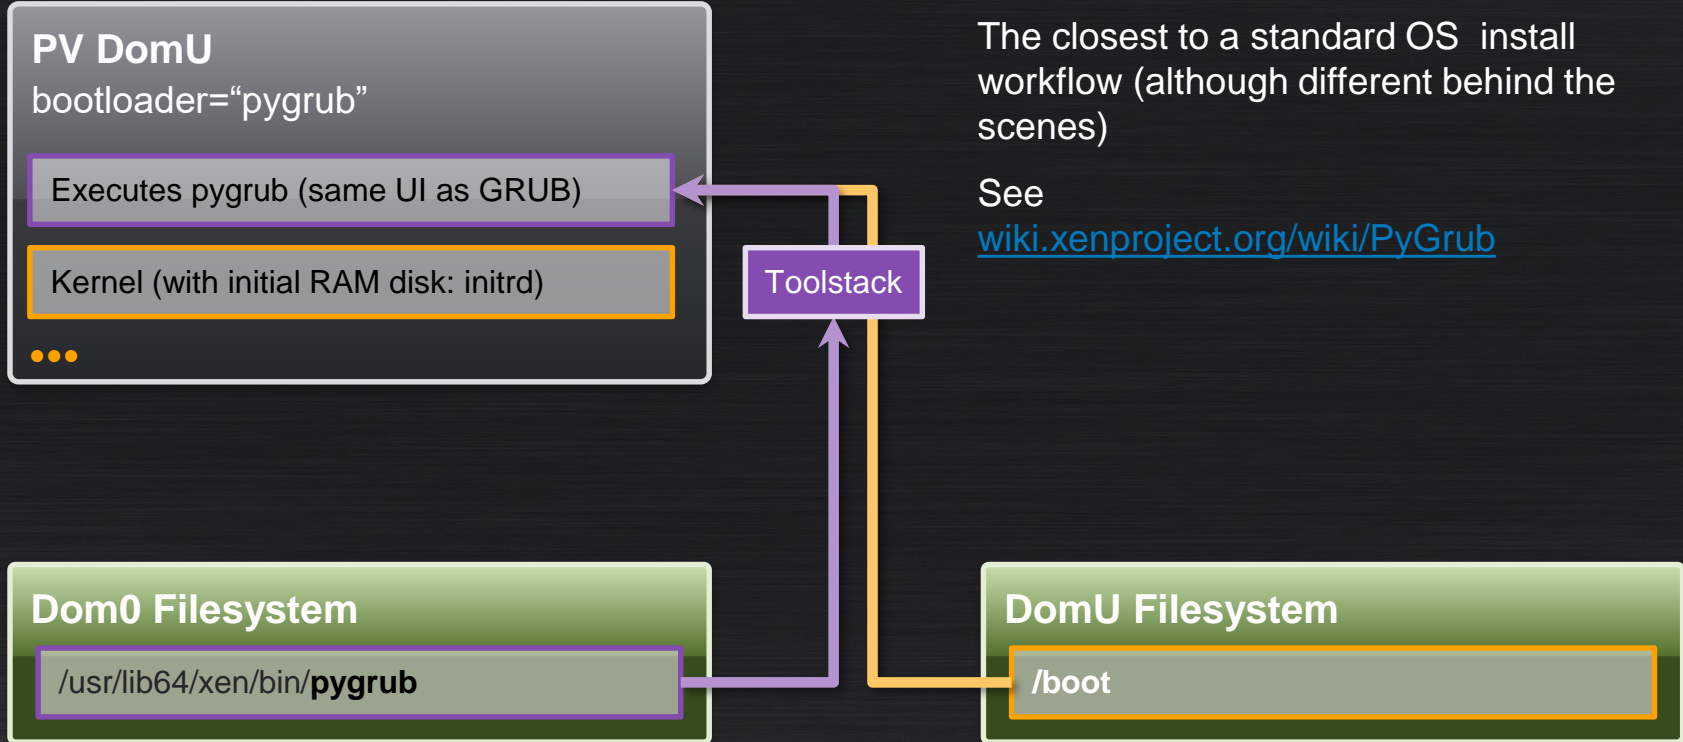 PV DomU
bootloader=“pygrub”
Executes pygrub (same UI as GRUB)
Kernel (with initial RAM disk: initrd)
•••
Toolstack
The closest to a standard OS  install
workflow (although different behind the
scenes)
See
wiki.xenproject.org/wiki/PyGrub
Dom0 Filesystem
/usr/lib64/xen/bin/pygrub
DomU Filesystem
/boot